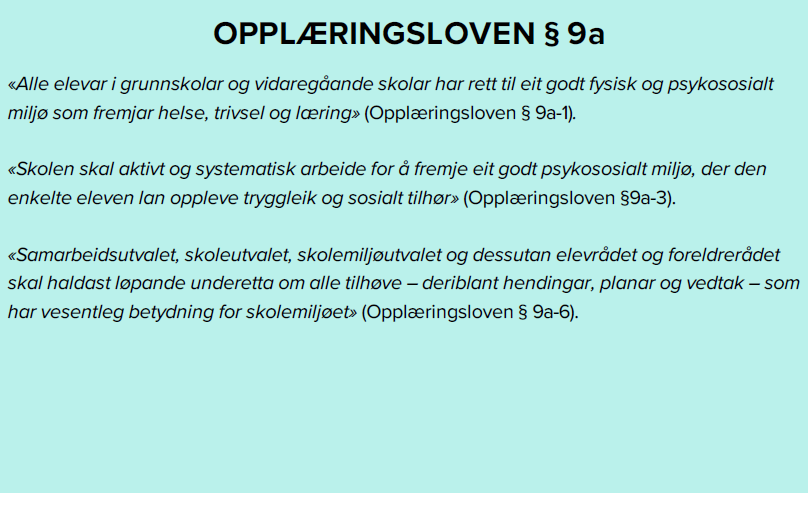 OPPLÆRINGSLOVEN § 9a
«Alle elevar i grunnskolar og vidaregåande skolar har rett til eit godt fysisk og psykososialt
miljø som fremjar helse, trivsel og læring» (Opplæringsloven § 9a-1).
«Skolen skal aktivt og systematisk arbeide for å fremje eit godt psykososialt miljø, der den
enkelte eleven lan oppleve tryggleik og sosialt tilhør» (Opplæringsloven §9a-3).
«Samarbeidsutvalet, skoleutvalet, skolemiljøutvalet og dessutan elevrådet og foreldrerådet
skal haldast løpande underetta om alle tilhøve – deriblant hendingar, planar og vedtak – som
har vesentleg betydning for skolemiljøet» (Opplæringsloven § 9a-6).